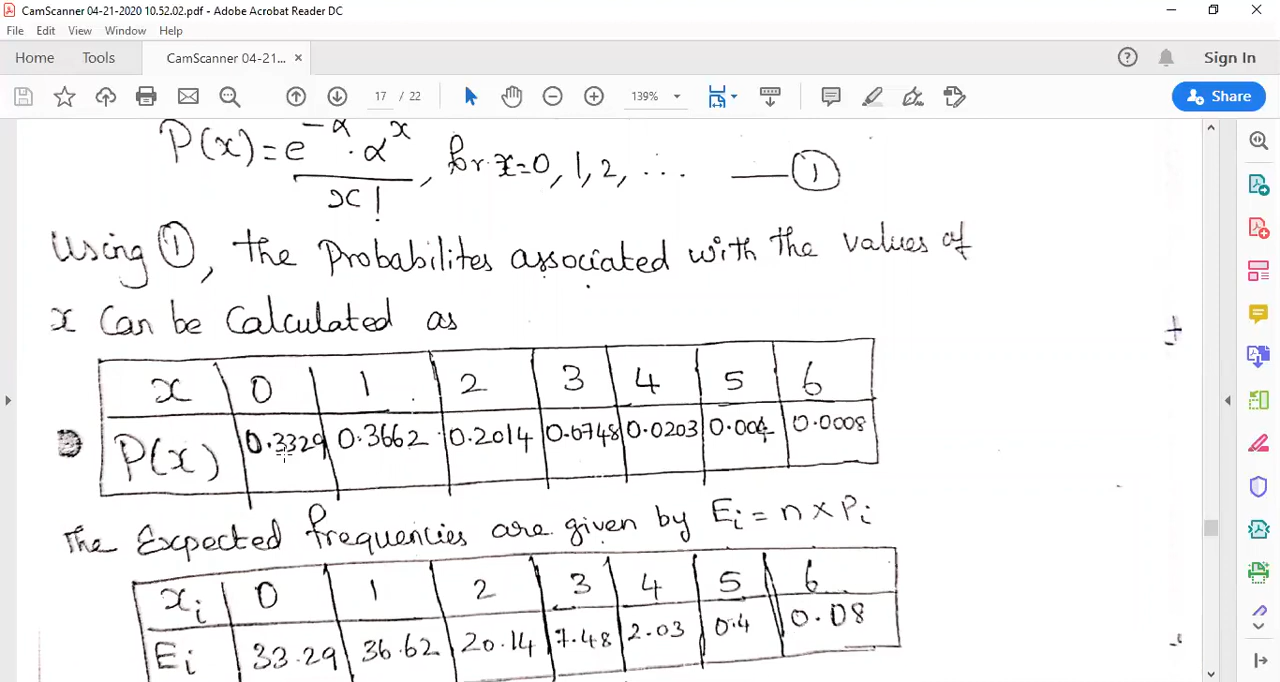 CamScanner 04-21-2020 10.52.02.pdf - Adobe Acrobat Reader DC
File Edit View Window Help
Home Tools CamScanner 04-21... × Sign In
17 / 22 139% Share
P(x) = e^-α · α^x / x! , for x=0, 1, 2, ... —— ①
Using ①, the Probabilites associated with the values of
x can be calculated as
x 0 1 2 3 4 5 6
P(x) 0.3329 0.3662 0.2014 0.0748 0.0203 0.004 0.0008
The Expected frequencies are given by Ei = n × Pi
xi 0 1 2 3 4 5 6
Ei 33.29 36.62 20.14 7.48 2.03 0.4 0.08